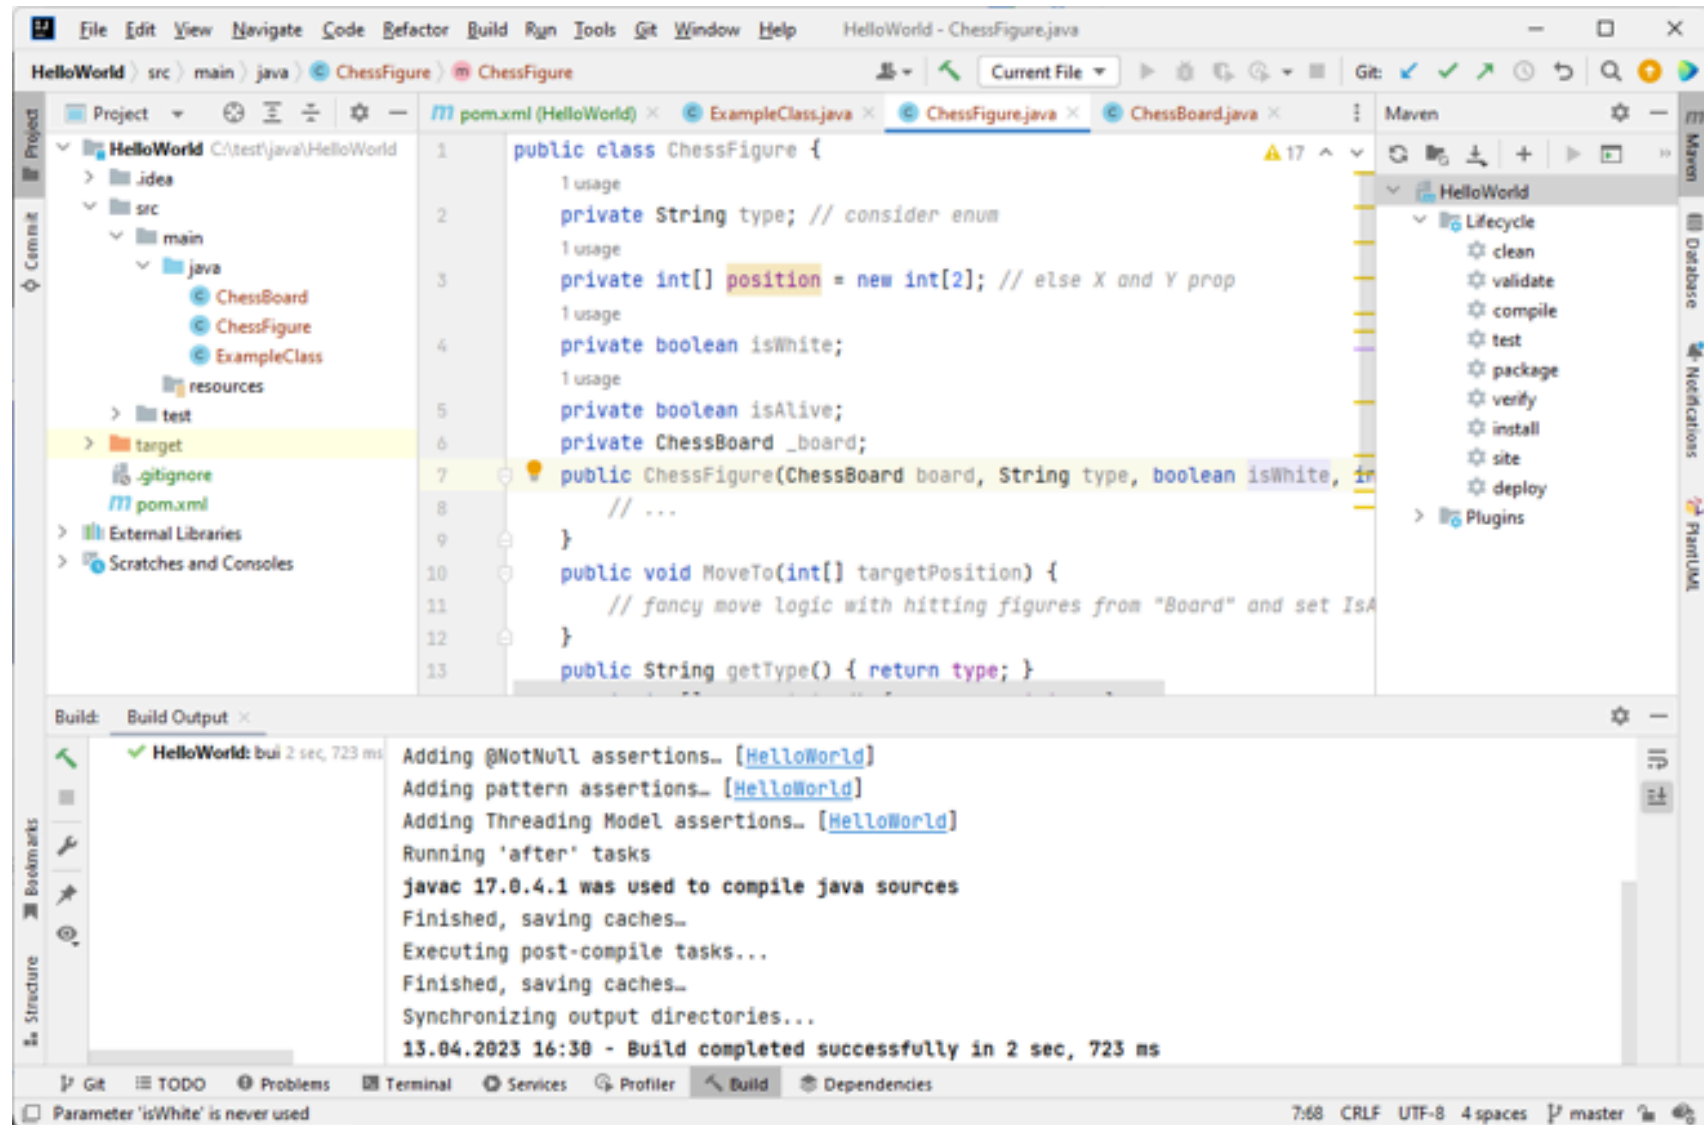 File Edit View Navigate Code Refactor Build Run Tools Git Window Help HelloWorld - ChessFigure.java
HelloWorld src main java ChessFigure ChessFigure Current File Git:
Project
pom.xml (HelloWorld) ExampleClass.java ChessFigure.java ChessBoard.java
Maven
Project
Commit
Bookmarks
Structure
HelloWorld C:\test\java\HelloWorld
.idea
src
main
java
ChessBoard
ChessFigure
ExampleClass
resources
test
target
.gitignore
pom.xml
External Libraries
Scratches and Consoles
1 public class ChessFigure {
17
1 usage
2 private String type; // consider enum
1 usage
3 private int[] position = new int[2]; // else X and Y prop
1 usage
4 private boolean isWhite;
1 usage
5 private boolean isAlive;
6 private ChessBoard _board;
7 public ChessFigure(ChessBoard board, String type, boolean isWhite, in
8 // ...
9 }
10 public void MoveTo(int[] targetPosition) {
11 // fancy move logic with hitting figures from "Board" and set IsA
12 }
13 public String getType() { return type; }
HelloWorld
Lifecycle
clean
validate
compile
test
package
verify
install
site
deploy
Plugins
Maven
Database
Notifications
PlantUML
Build: Build Output
HelloWorld: bui 2 sec, 723 ms
Adding @NotNull assertions… [HelloWorld]
Adding pattern assertions… [HelloWorld]
Adding Threading Model assertions… [HelloWorld]
Running 'after' tasks
javac 17.0.4.1 was used to compile java sources
Finished, saving caches…
Executing post-compile tasks...
Finished, saving caches…
Synchronizing output directories...
13.04.2023 16:30 - Build completed successfully in 2 sec, 723 ms
Git TODO Problems Terminal Services Profiler Build Dependencies
Parameter 'isWhite' is never used 7:68 CRLF UTF-8 4 spaces master